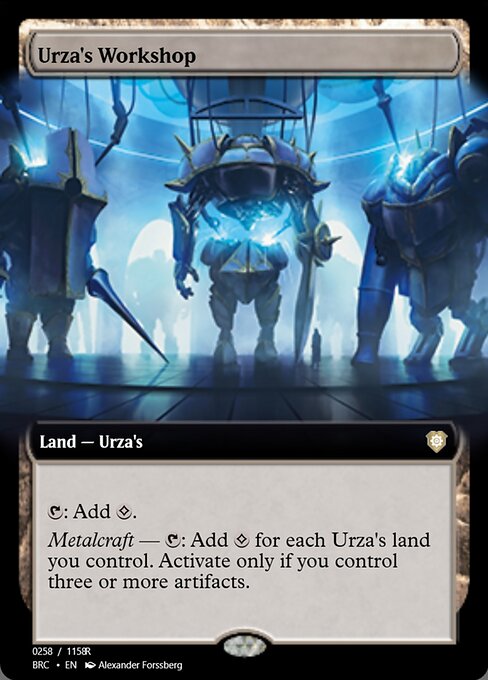 Urza's Workshop
Land — Urza's
: Add .
Metalcraft — : Add  for each Urza's land
you control. Activate only if you control
three or more artifacts.
0258 / 1158R
BRC • EN Alexander Forssberg